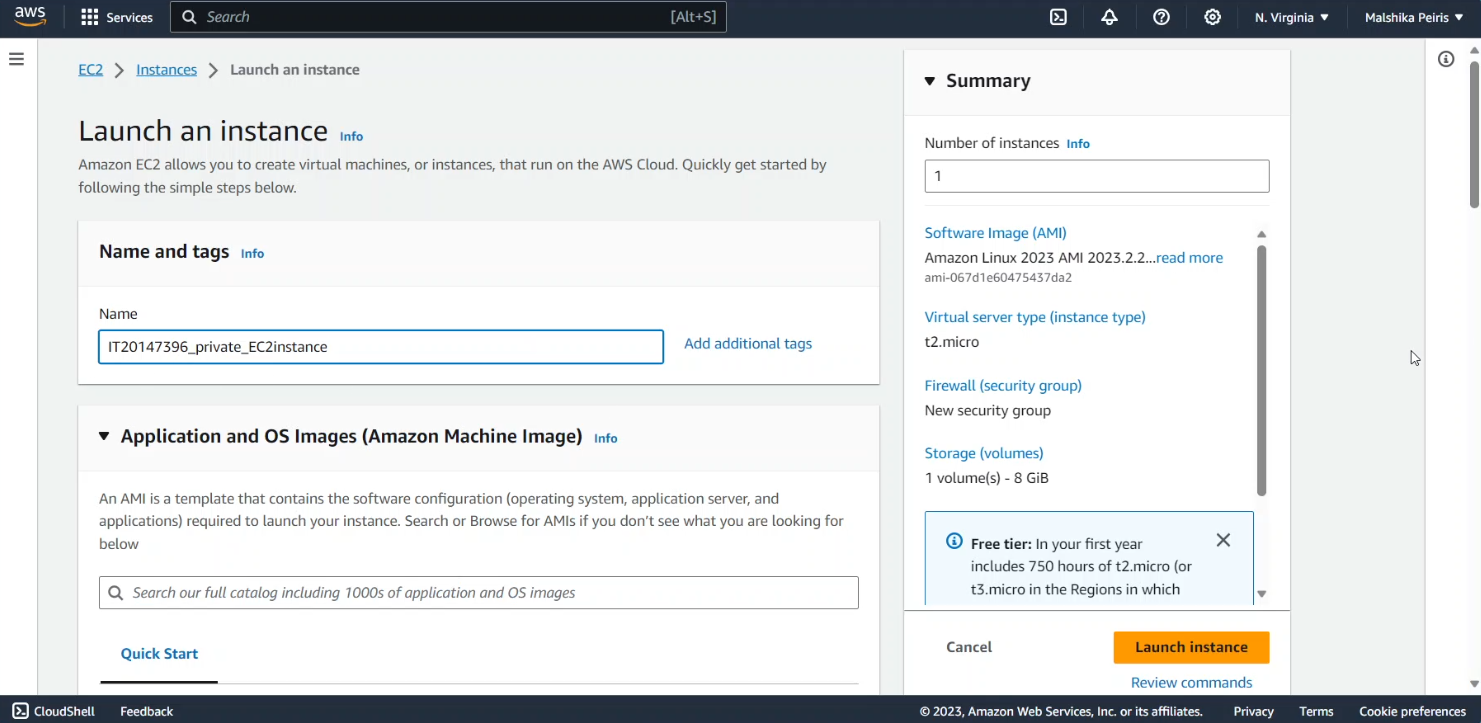 aws
Services
Search
[Alt+S]
N. Virginia
Malshika Peiris
EC2
Instances
Launch an instance
Launch an instance Info
Amazon EC2 allows you to create virtual machines, or instances, that run on the AWS Cloud. Quickly get started by
following the simple steps below.
Name and tags Info
Name
IT20147396_private_EC2instance
Add additional tags
Application and OS Images (Amazon Machine Image) Info
An AMI is a template that contains the software configuration (operating system, application server, and
applications) required to launch your instance. Search or Browse for AMIs if you don't see what you are looking for
below
Search our full catalog including 1000s of application and OS images
Quick Start
Summary
Number of instances Info
1
Software Image (AMI)
Amazon Linux 2023 AMI 2023.2.2...read more
ami-067d1e60475437da2
Virtual server type (instance type)
t2.micro
Firewall (security group)
New security group
Storage (volumes)
1 volume(s) - 8 GiB
Free tier: In your first year
includes 750 hours of t2.micro (or
t3.micro in the Regions in which
Cancel
Launch instance
Review commands
CloudShell
Feedback
© 2023, Amazon Web Services, Inc. or its affiliates.
Privacy
Terms
Cookie preferences